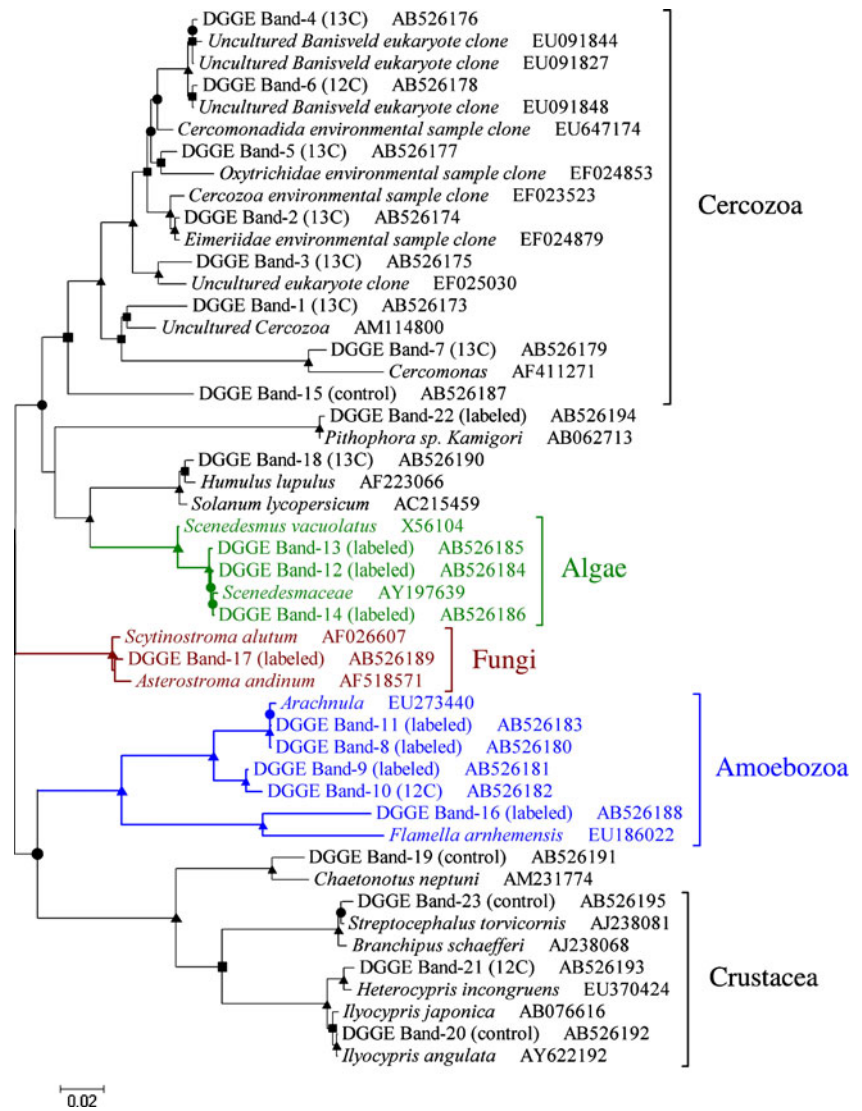 DGGE Band-4 (13C) AB526176
Uncultured Banisveld eukaryote clone EU091844
Uncultured Banisveld eukaryote clone EU091827
DGGE Band-6 (12C) AB526178
Uncultured Banisveld eukaryote clone EU091848
Cercomonadida environmental sample clone EU647174
DGGE Band-5 (13C) AB526177
Oxytrichidae environmental sample clone EF024853
Cercozoa environmental sample clone EF023523
DGGE Band-2 (13C) AB526174
Eimeriidae environmental sample clone EF024879
DGGE Band-3 (13C) AB526175
Uncultured eukaryote clone EF025030
DGGE Band-1 (13C) AB526173
Uncultured Cercozoa AM114800
DGGE Band-7 (13C) AB526179
Cercomonas AF411271
DGGE Band-15 (control) AB526187
Cercozoa
DGGE Band-22 (labeled) AB526194
Pithophora sp. Kamigori AB062713
DGGE Band-18 (13C) AB526190
Humulus lupulus AF223066
Solanum lycopersicum AC215459
Scenedesmus vacuolatus X56104
DGGE Band-13 (labeled) AB526185
DGGE Band-12 (labeled) AB526184
Scenedesmaceae AY197639
DGGE Band-14 (labeled) AB526186
Algae
Scytinostroma alutum AF026607
DGGE Band-17 (labeled) AB526189
Asterostroma andinum AF518571
Fungi
Arachnula EU273440
DGGE Band-11 (labeled) AB526183
DGGE Band-8 (labeled) AB526180
DGGE Band-9 (labeled) AB526181
DGGE Band-10 (12C) AB526182
DGGE Band-16 (labeled) AB526188
Flamella arnhemensis EU186022
Amoebozoa
DGGE Band-19 (control) AB526191
Chaetonotus neptuni AM231774
DGGE Band-23 (control) AB526195
Streptocephalus torvicornis AJ238081
Branchipus schaefferi AJ238068
DGGE Band-21 (12C) AB526193
Heterocypris incongruens EU370424
Ilyocypris japonica AB076616
DGGE Band-20 (control) AB526192
Ilyocypris angulata AY622192
Crustacea
0.02